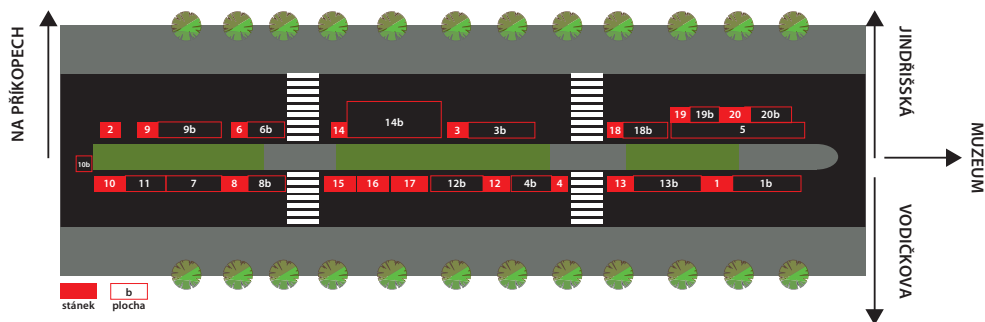 NA PŘÍKOPECH
JINDŘIŠSKÁ
MUZEUM
VODIČKOVA
19 19b 20 20b
2 9 9b 6 6b 14 14b 3 3b 18 18b 5
10b
10 11 7 8 8b 15 16 17 12b 12 4b 4 13 13b 1 1b
b
stánek plocha